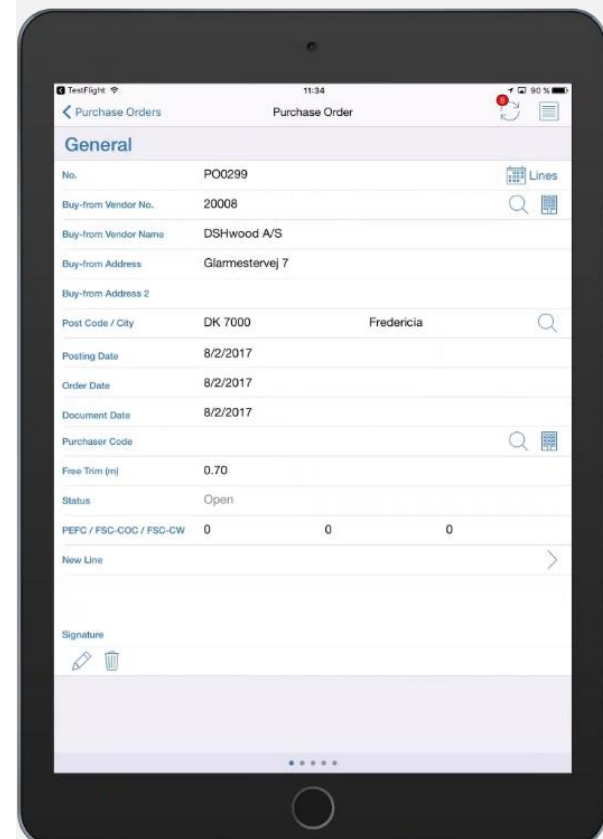 TestFlight 11:34 90 %
Purchase Orders Purchase Order 8
General
No. PO0299 Lines
Buy-from Vendor No. 20008
Buy-from Vendor Name DSHwood A/S
Buy-from Address Glarmestervej 7
Buy-from Address 2
Post Code / City DK 7000 Fredericia
Posting Date 8/2/2017
Order Date 8/2/2017
Document Date 8/2/2017
Purchaser Code
Free Trim (m) 0.70
Status Open
PEFC / FSC-COC / FSC-CW 0 0 0
New Line
Signature